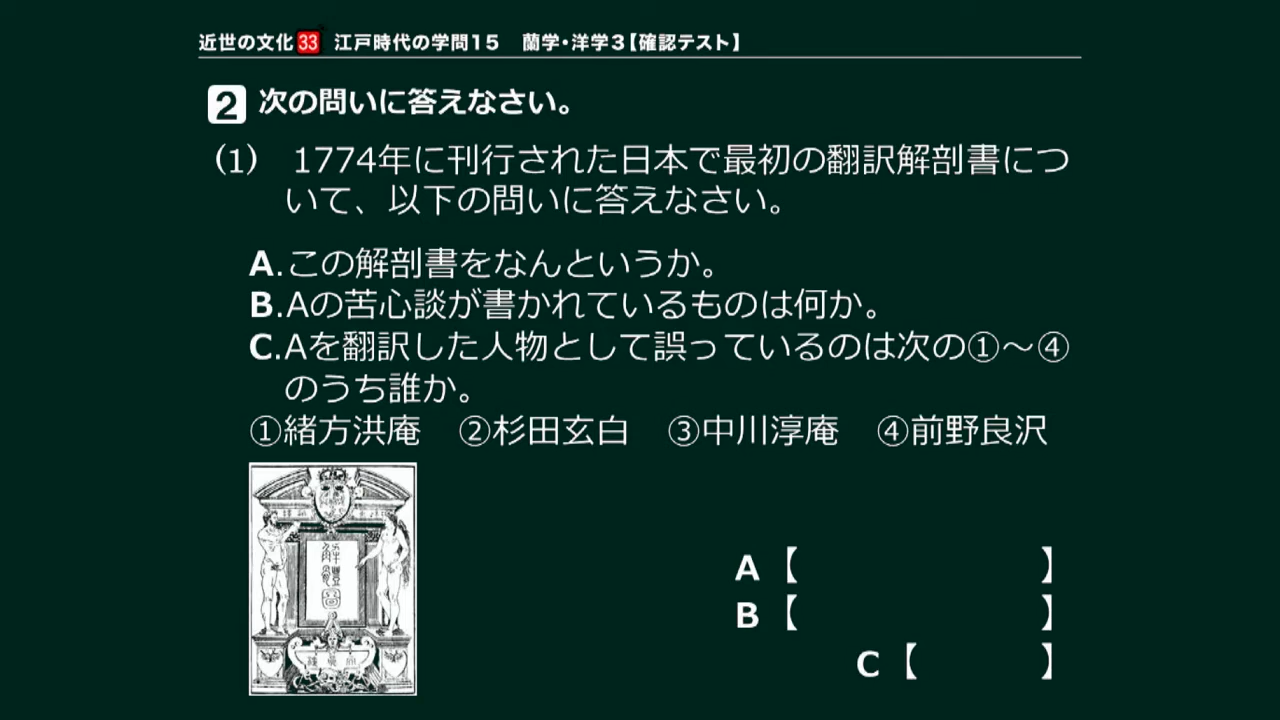 近世の文化33 江戸時代の学問15 蘭学・洋学3【確認テスト】
2 次の問いに答えなさい。
(1) 1774年に刊行された日本で最初の翻訳解剖書につ
いて、以下の問いに答えなさい。
A.この解剖書をなんというか。
B.Aの苦心談が書かれているものは何か。
C.Aを翻訳した人物として誤っているのは次の①～④
のうち誰か。
①緒方洪庵 ②杉田玄白 ③中川淳庵 ④前野良沢
A【 】
B【 】
C【 】